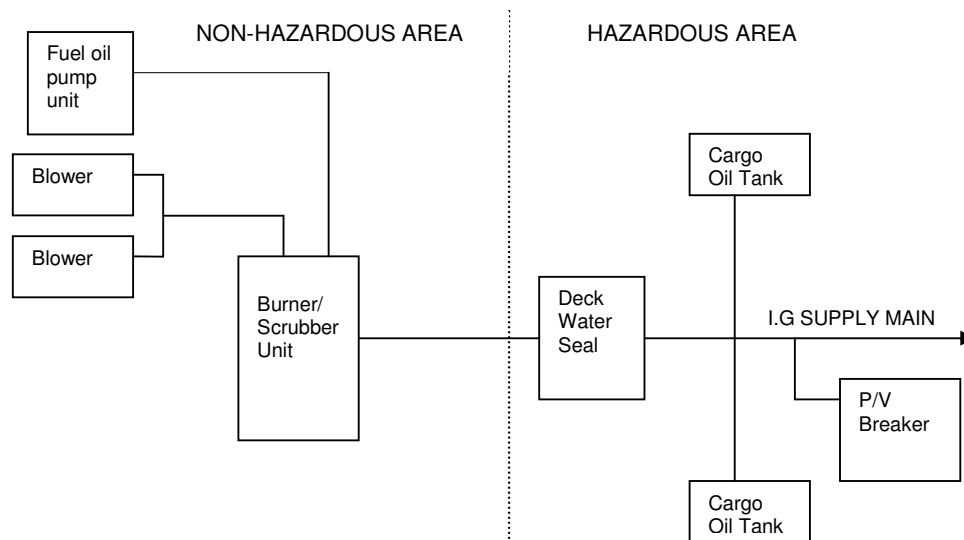 NON-HAZARDOUS AREA
HAZARDOUS AREA
Fuel oil
pump
unit
Blower
Blower
Burner/
Scrubber
Unit
Cargo
Oil Tank
Deck
Water
Seal
I.G SUPPLY MAIN
P/V
Breaker
Cargo
Oil Tank